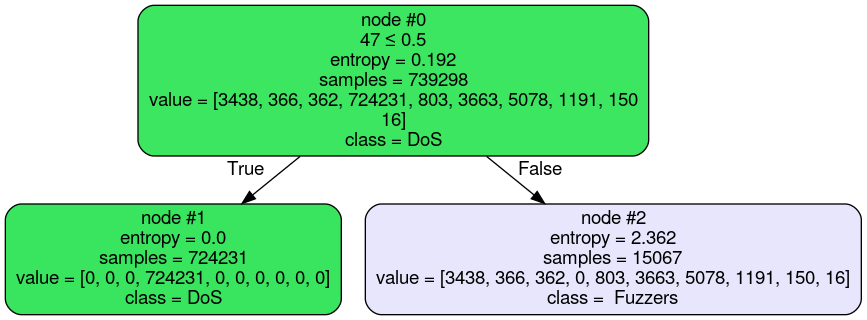 node #0
47 ≤ 0.5
entropy = 0.192
samples = 739298
value = [3438, 366, 362, 724231, 803, 3663, 5078, 1191, 150
16]
class = DoS
True
False
node #1
entropy = 0.0
samples = 724231
value = [0, 0, 0, 724231, 0, 0, 0, 0, 0, 0]
class = DoS
node #2
entropy = 2.362
samples = 15067
value = [3438, 366, 362, 0, 803, 3663, 5078, 1191, 150, 16]
class =  Fuzzers